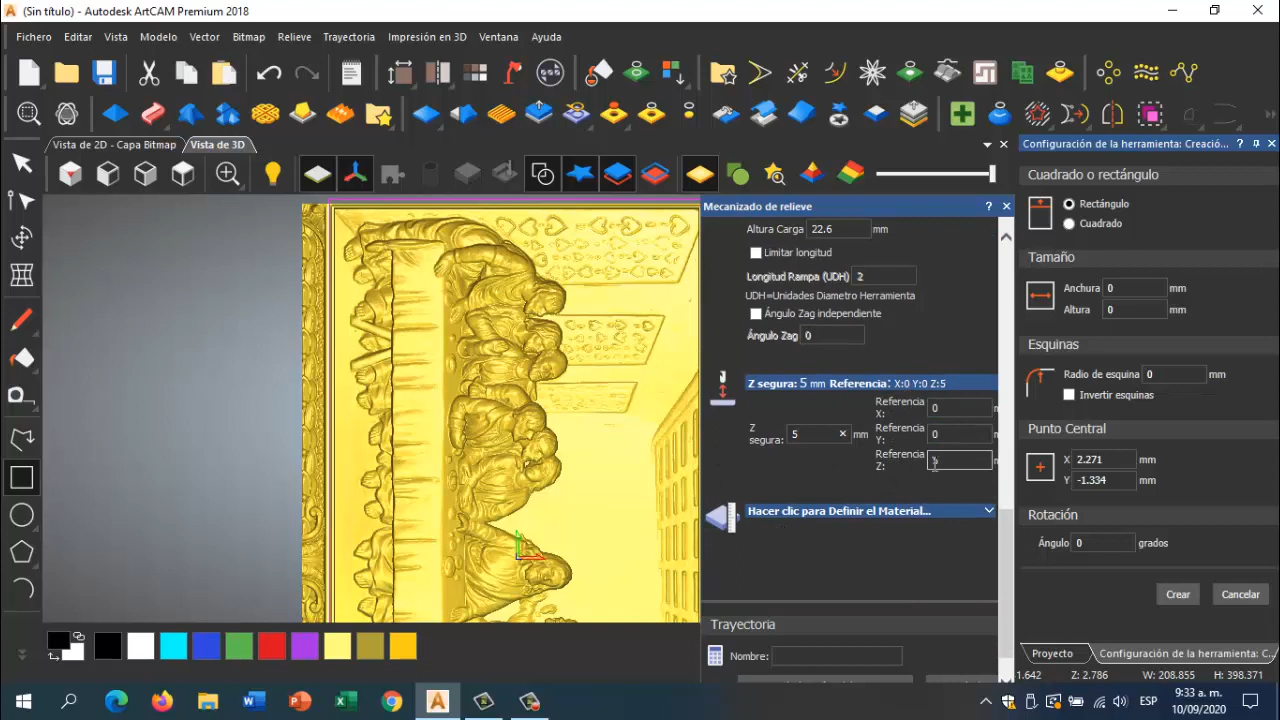 (Sin título) - Autodesk ArtCAM Premium 2018
Fichero Editar Vista Modelo Vector Bitmap Relieve Trayectoria Impresión en 3D Ventana Ayuda
Vista de 2D - Capa Bitmap Vista de 3D
Configuración de la herramienta: Creació...
Cuadrado o rectángulo
Rectángulo
Cuadrado
Tamaño
Anchura 0 mm
Altura 0 mm
Esquinas
Radio de esquina 0 mm
Invertir esquinas
Punto Central
X 2.271 mm
Y -1.334 mm
Rotación
Ángulo 0 grados
Crear Cancelar
Proyecto Configuración de la herramienta: C...
Mecanizado de relieve
Altura Carga 22.6 mm
Limitar longitud
Longitud Rampa (UDH) 2
UDH=Unidades Diametro Herramienta
Ángulo Zag independiente
Ángulo Zag 0
Z segura: 5 mm Referencia: X:0 Y:0 Z:5
Referencia X: 0
Referencia Y: 0
Z segura: 5 mm
Referencia Z:
Hacer clic para Definir el Material...
Trayectoria
Nombre:
1.642 Z: 2.786 W: 208.855 H: 398.371
ESP
9:33 a. m.
10/09/2020